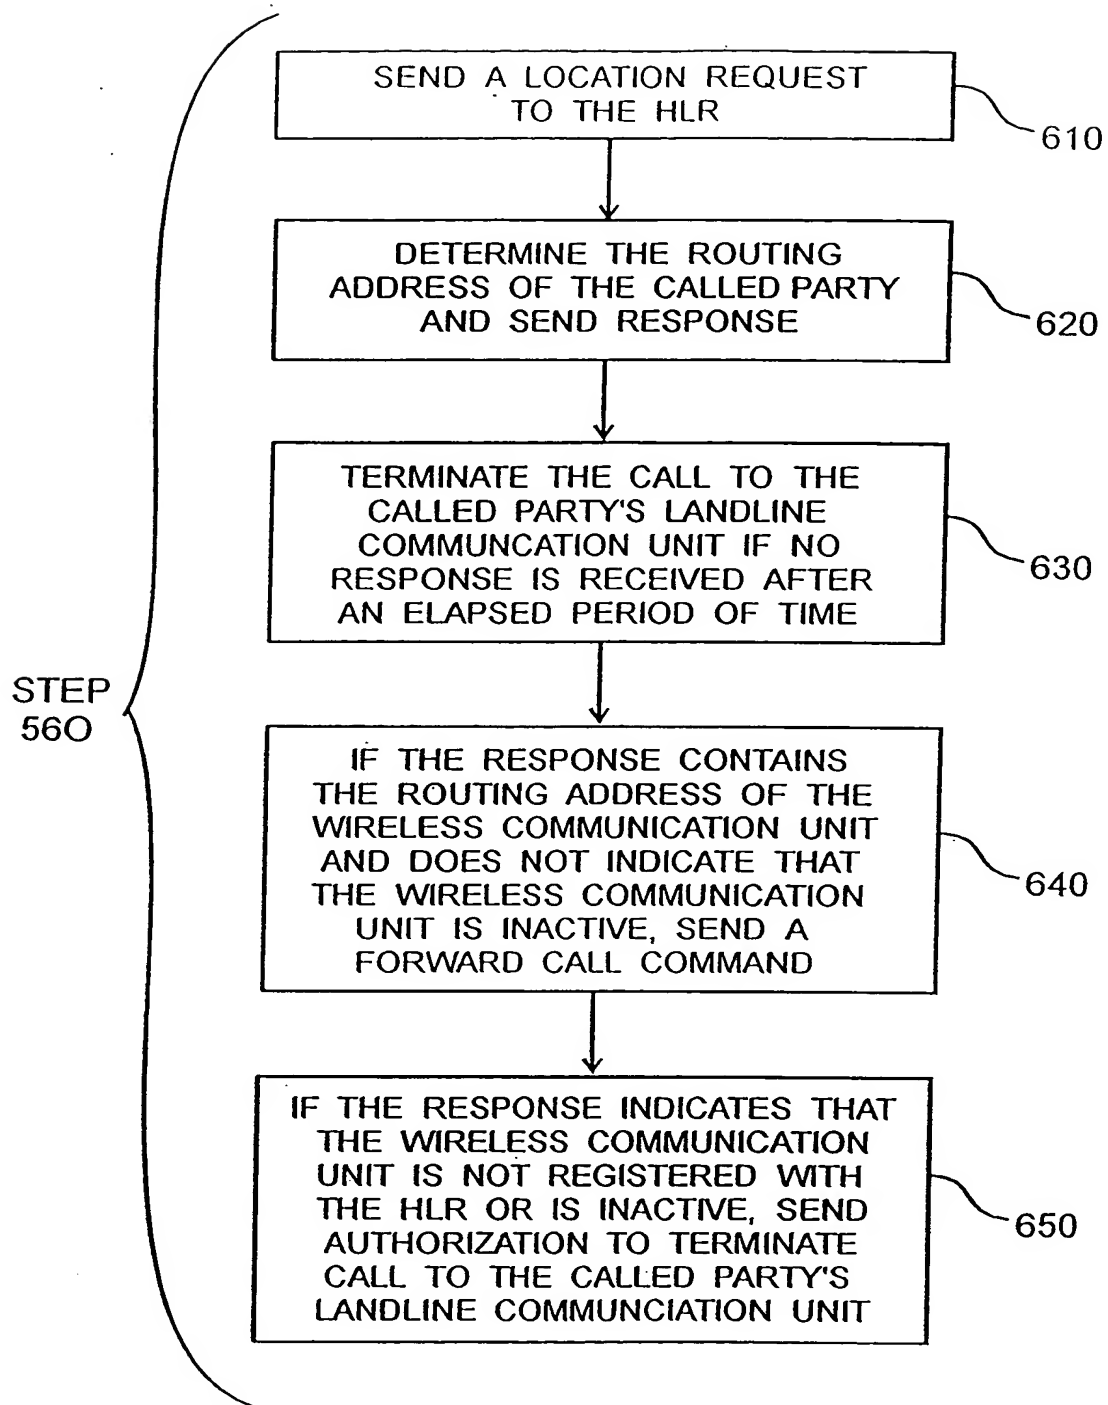 SEND A LOCATION REQUEST
TO THE HLR
610
DETERMINE THE ROUTING
ADDRESS OF THE CALLED PARTY
AND SEND RESPONSE
620
TERMINATE THE CALL TO THE
CALLED PARTY'S LANDLINE
COMMUNCATION UNIT IF NO
RESPONSE IS RECEIVED AFTER
AN ELAPSED PERIOD OF TIME
630
STEP
56O
IF THE RESPONSE CONTAINS
THE ROUTING ADDRESS OF THE
WIRELESS COMMUNICATION UNIT
AND DOES NOT INDICATE THAT
THE WIRELESS COMMUNICATION
UNIT IS INACTIVE, SEND A
FORWARD CALL COMMAND
640
IF THE RESPONSE INDICATES THAT
THE WIRELESS COMMUNICATION
UNIT IS NOT REGISTERED WITH
THE HLR OR IS INACTIVE, SEND
AUTHORIZATION TO TERMINATE
CALL TO THE CALLED PARTY'S
LANDLINE COMMUNCIATION UNIT
650